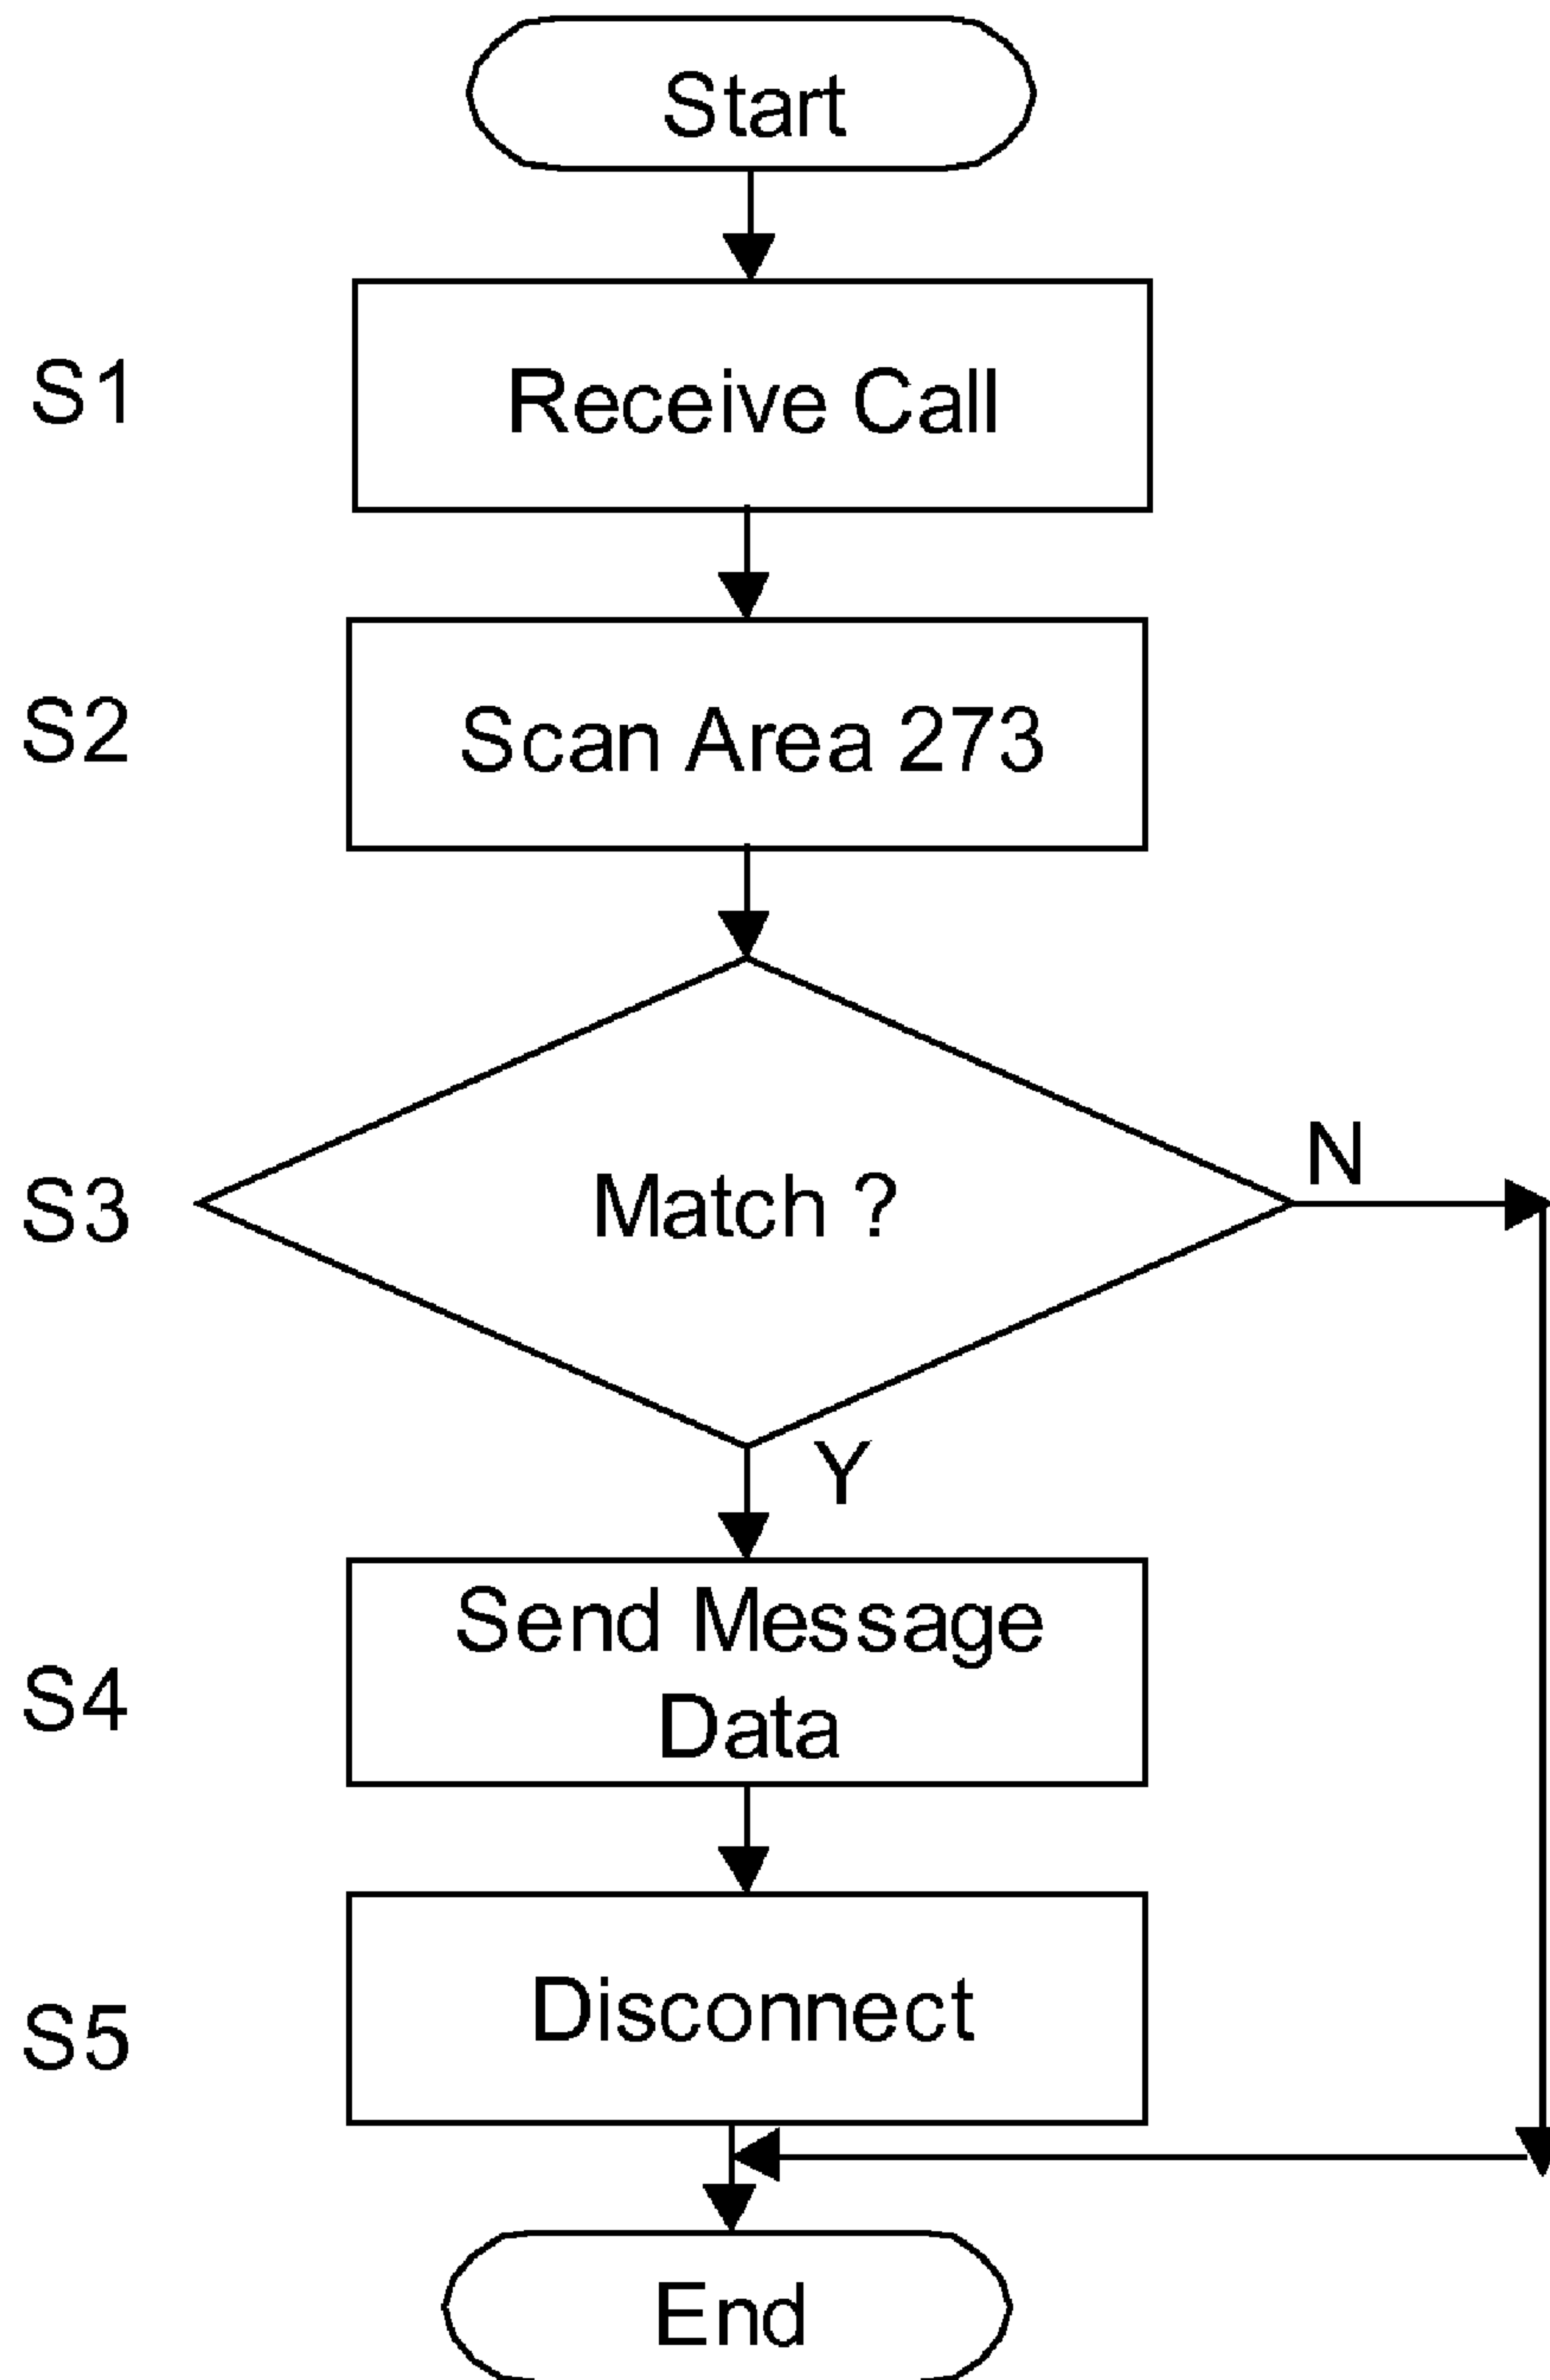 Start
S1
Receive Call
S2
Scan Area 273
S3
Match ?
N
Y
S4
Send Message
Data
S5
Disconnect
End